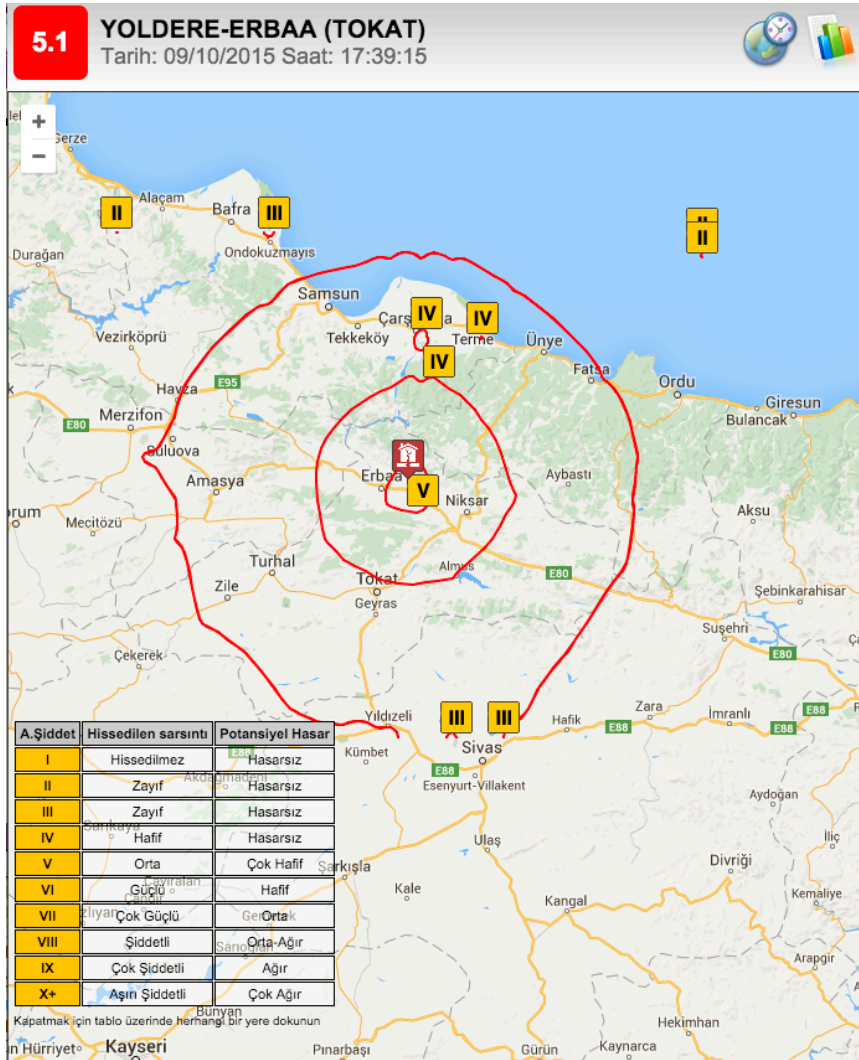 5.1
YOLDERE-ERBAA (TOKAT)
Tarih: 09/10/2015 Saat: 17:39:15
+
−
Gerze
Alaçam
II
Bafra
III
II
Durağan
Ondokuzmayıs
Samsun
IV
IV
Tekkeköy
Terme
Ünye
Vezirköprü
IV
Fatsa
Ordu
Havza
E95
Giresun
Bulancak
E80
Merzifon
Suluova
Erbaa
V
Niksar
Aybastı
Amasya
Aksu
Mecitözü
Turhal
Almus
E80
Tokat
Zile
Geyras
Şebinkarahisar
Suşehri
Çekerek
E80
Yıldızeli
III
III
Hafik
Zara
İmranlı
E88
E88
E88
Kümbet
Sivas
E88
Esenyurt-Villakent
Aydoğan
Ulaş
İliç
Şarkışla
Divriği
Kale
Kangal
Kemaliye
Arapgir
Hekimhan
Bünyan
Kayseri
Pınarbaşı
Gürün
Kaynarca
A.Şiddet Hissedilen sarsıntı Potansiyel Hasar
I Hissedilmez Hasarsız
II Zayıf Hasarsız
III Zayıf Hasarsız
IV Hafif Hasarsız
V Orta Çok Hafif
VI Güçlü Hafif
VII Çok Güçlü Orta
VIII Şiddetli Orta-Ağır
IX Çok Şiddetli Ağır
X+ Aşırı Şiddetli Çok Ağır
Kapatmak için tablo üzerinde herhangi bir yere dokunun